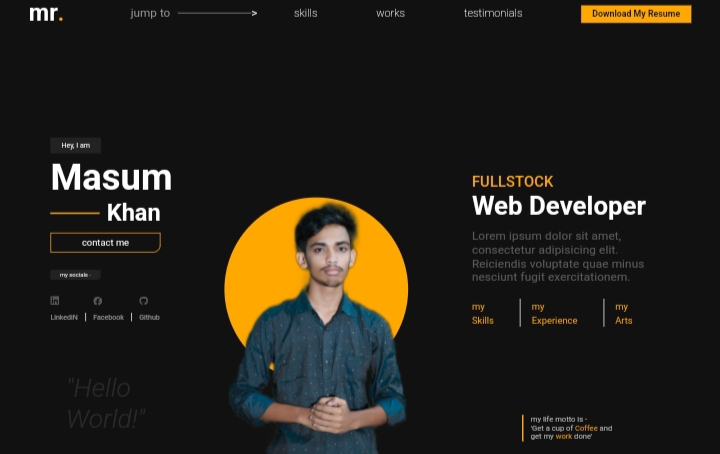 mr.
jump to
skills
works
testimonials
Download My Resume
Hey, I am
Masum
Khan
contact me
my socials -
LinkedIN
Facebook
Github
"Hello
World!"
FULLSTOCK
Web Developer
Lorem ipsum dolor sit amet,
consectetur adipisicing elit.
Reiciendis voluptate quae minus
nesciunt fugit exercitationem.
my
Skills
my
Experience
my
Arts
my life motto is -
'Get a cup of Coffee and
get my work done'